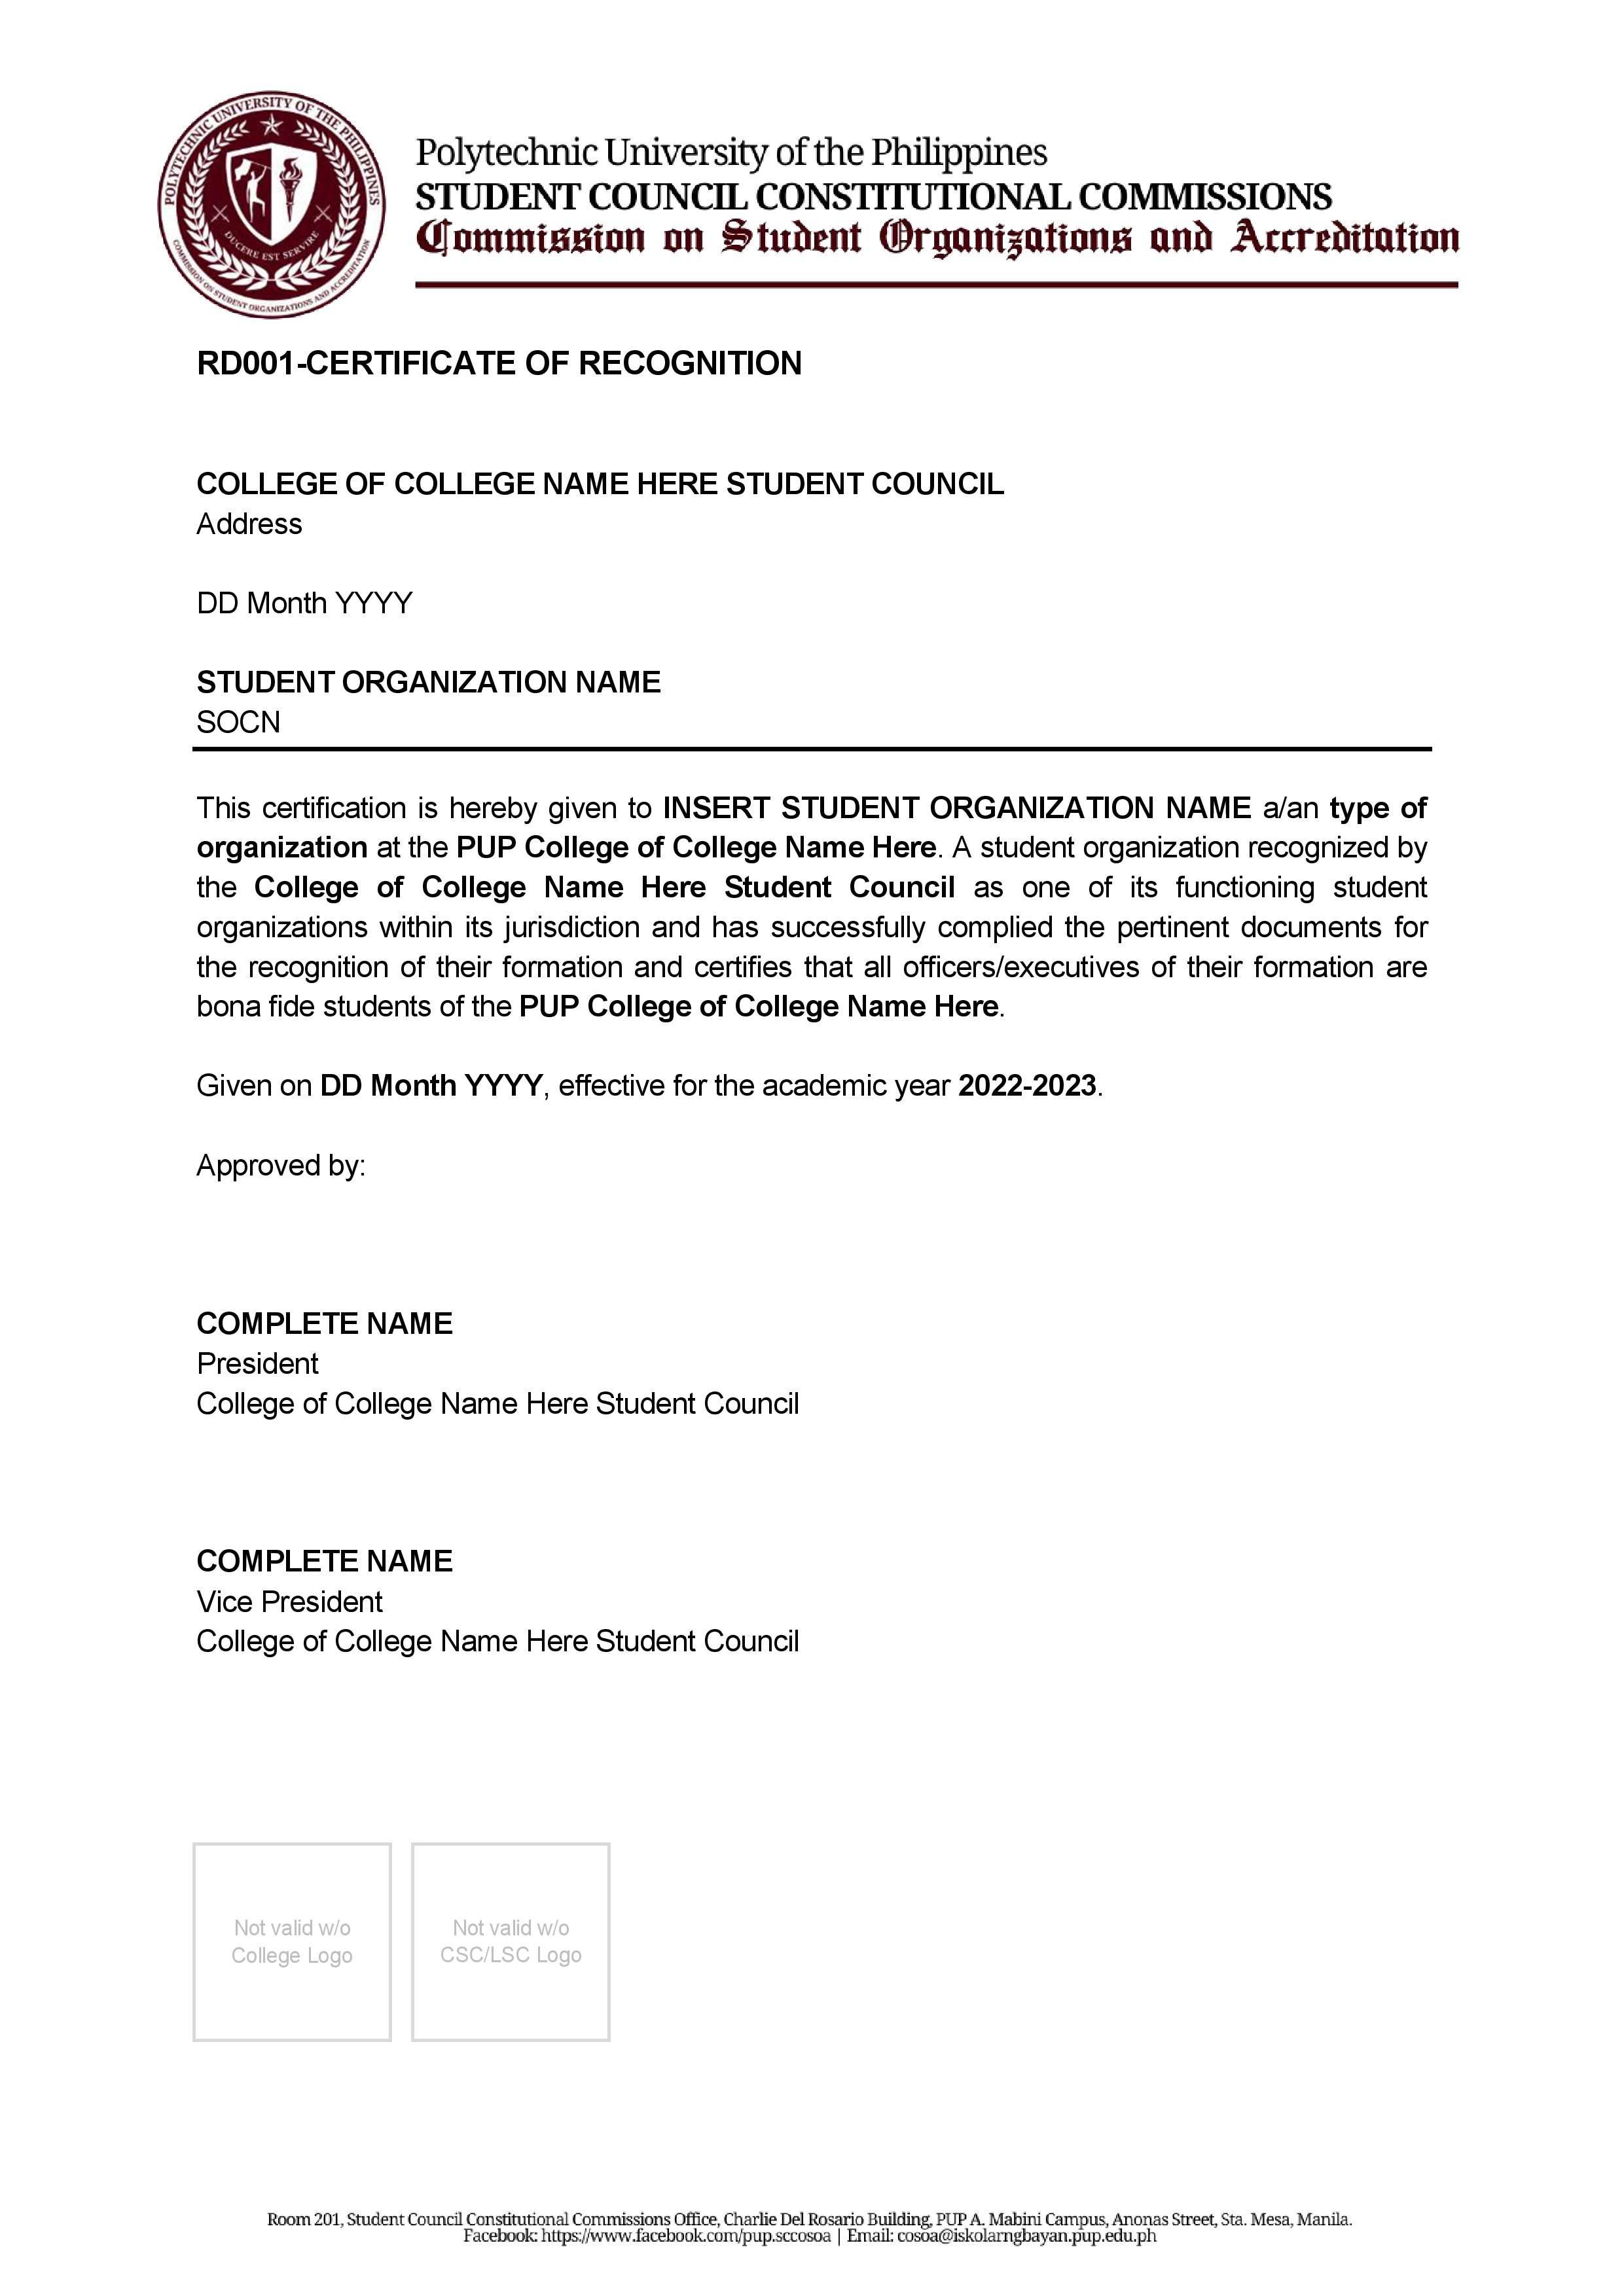 POLYTECHNIC UNIVERSITY OF THE PHILIPPINES
DUCERE EST SERVIRE
COMMISSION ON STUDENT ORGANIZATIONS AND ACCREDITATION
Polytechnic University of the Philippines
STUDENT COUNCIL CONSTITUTIONAL COMMISSIONS
Commission on Student Organizations and Accreditation
RD001-CERTIFICATE OF RECOGNITION
COLLEGE OF COLLEGE NAME HERE STUDENT COUNCIL
Address
DD Month YYYY
STUDENT ORGANIZATION NAME
SOCN
This certification is hereby given to INSERT STUDENT ORGANIZATION NAME a/an type of
organization at the PUP College of College Name Here. A student organization recognized by
the College of College Name Here Student Council as one of its functioning student
organizations within its jurisdiction and has successfully complied the pertinent documents for
the recognition of their formation and certifies that all officers/executives of their formation are
bona fide students of the PUP College of College Name Here.
Given on DD Month YYYY, effective for the academic year 2022-2023.
Approved by:
COMPLETE NAME
President
College of College Name Here Student Council
COMPLETE NAME
Vice President
College of College Name Here Student Council
Not valid w/o
College Logo
Not valid w/o
CSC/LSC Logo
Room 201, Student Council Constitutional Commissions Office, Charlie Del Rosario Building, PUP A. Mabini Campus, Anonas Street, Sta. Mesa, Manila.
Facebook: https://www.facebook.com/pup.sccosoa | Email: cosoa@iskolarngbayan.pup.edu.ph